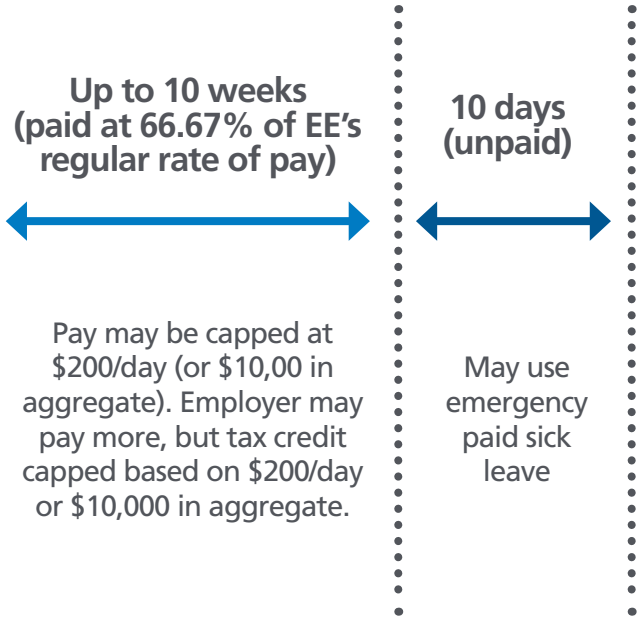 Up to 10 weeks
(paid at 66.67% of EE's
regular rate of pay)
Pay may be capped at
$200/day (or $10,00 in
aggregate). Employer may
pay more, but tax credit
capped based on $200/day
or $10,000 in aggregate.
10 days
(unpaid)
May use
emergency
paid sick
leave